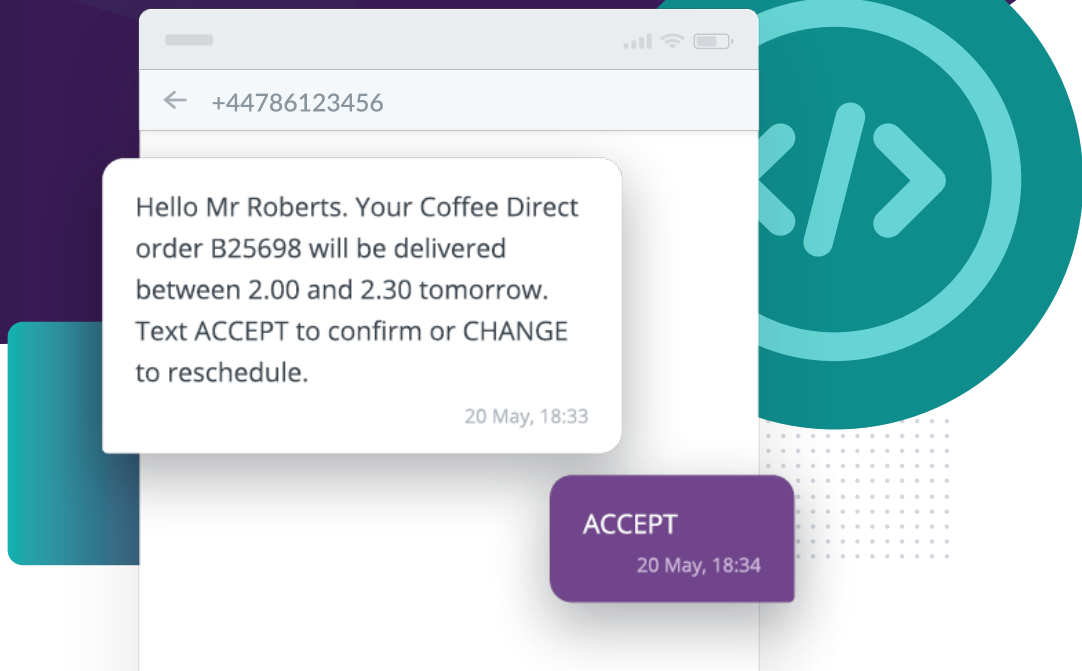 +44786123456
Hello Mr Roberts. Your Coffee Direct
order B25698 will be delivered
between 2.00 and 2.30 tomorrow.
Text ACCEPT to confirm or CHANGE
to reschedule.
20 May, 18:33
ACCEPT
20 May, 18:34